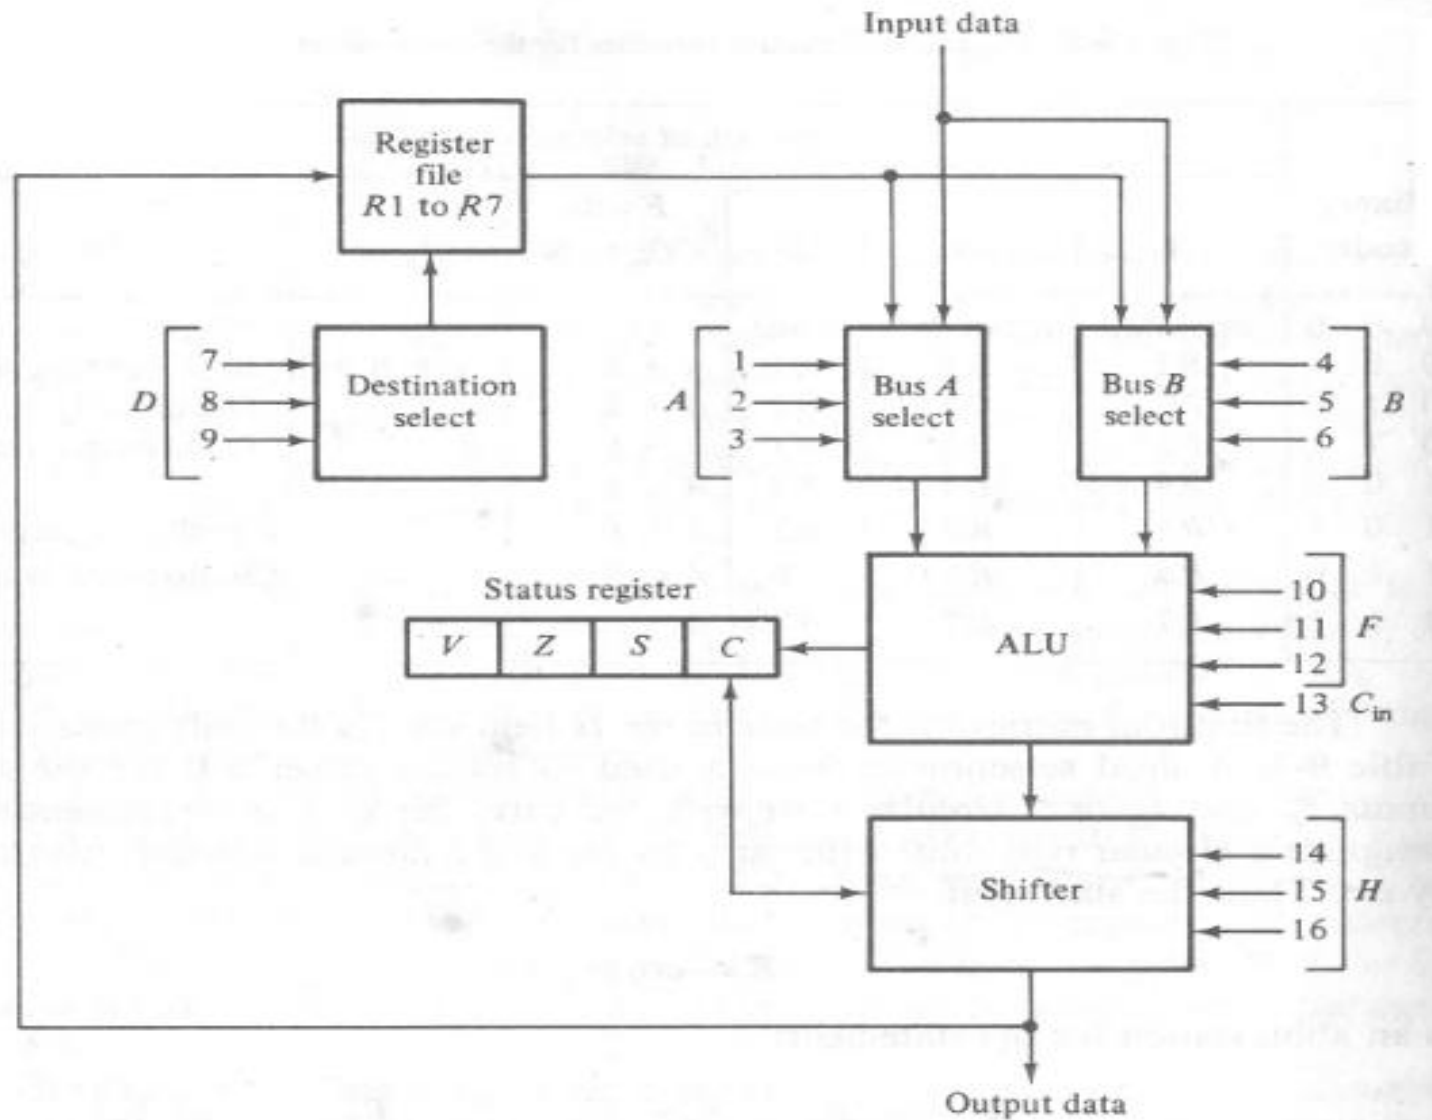 Input data
Register
file
R1 to R7
D
7
8
9
Destination
select
A
1
2
3
Bus A
select
Bus B
select
4
5
6
B
Status register
V Z S C
ALU
10
11
12
F
13 C in
Shifter
14
15
16
H
Output data